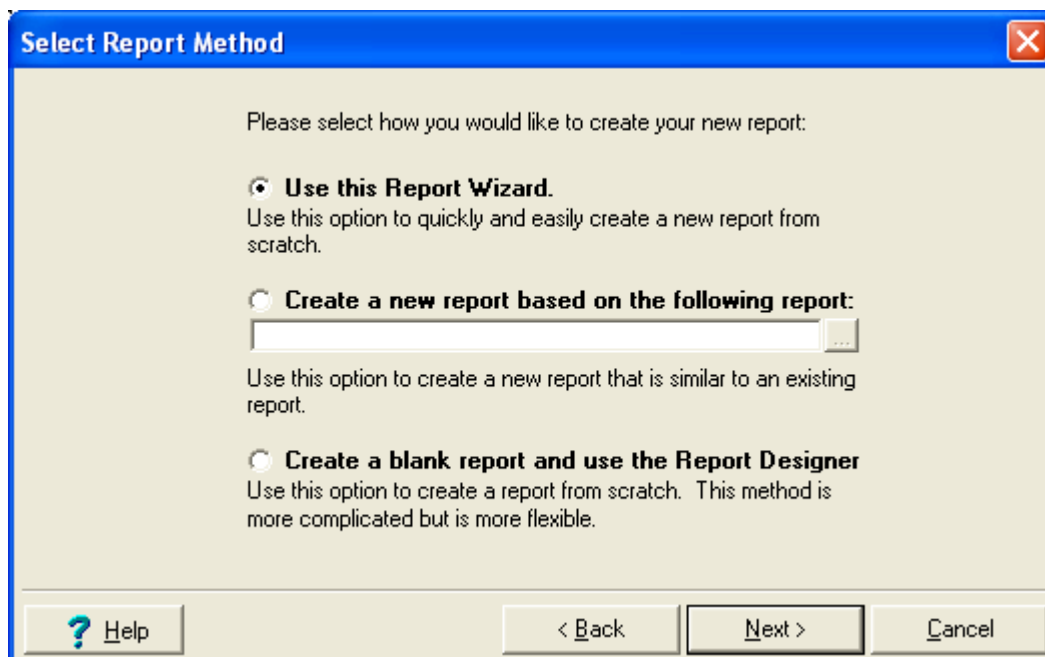 Select Report Method
Please select how you would like to create your new report:
Use this Report Wizard.
Use this option to quickly and easily create a new report from
scratch.
Create a new report based on the following report:
...
Use this option to create a new report that is similar to an existing
report.
Create a blank report and use the Report Designer
Use this option to create a report from scratch.  This method is
more complicated but is more flexible.
? Help
< Back
Next >
Cancel